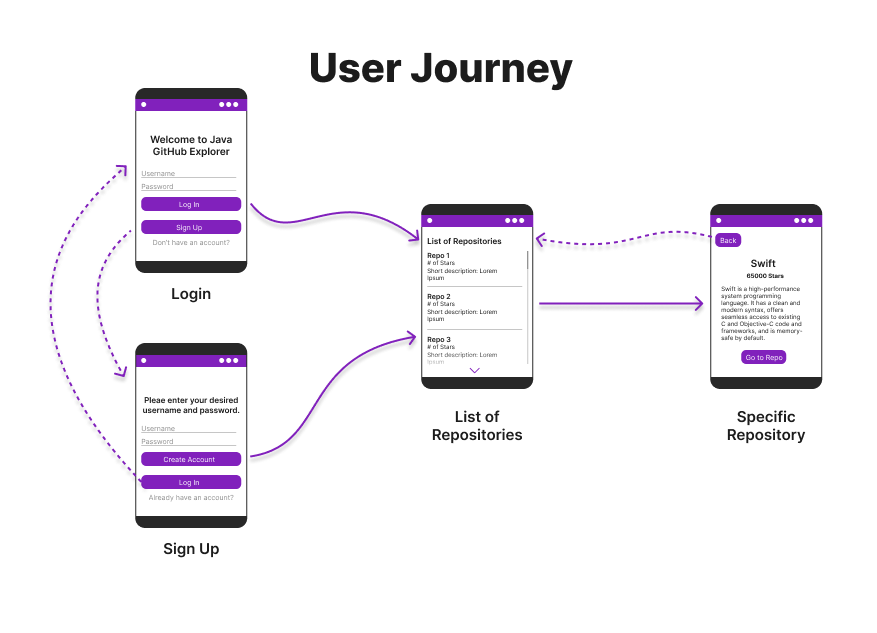 User Journey
Welcome to Java
GitHub Explorer
Username
Password
Log In
Sign Up
Don't have an account?
Login
Pleae enter your desired
username and password.
Username
Password
Create Account
Log In
Already have an account?
Sign Up
List of Repositories
Repo 1
# of Stars
Short description: Lorem
Ipsum
Repo 2
# of Stars
Short description: Lorem
Ipsum
Repo 3
# of Stars
Short description: Lorem
Ipsum
List of
Repositories
Back
Swift
65000 Stars
Swift is a high-performance
system programming
language. It has a clean and
modern syntax, offers
seamless access to existing
C and Objective-C code and
frameworks, and is memory-
safe by default.
Go to Repo
Specific
Repository